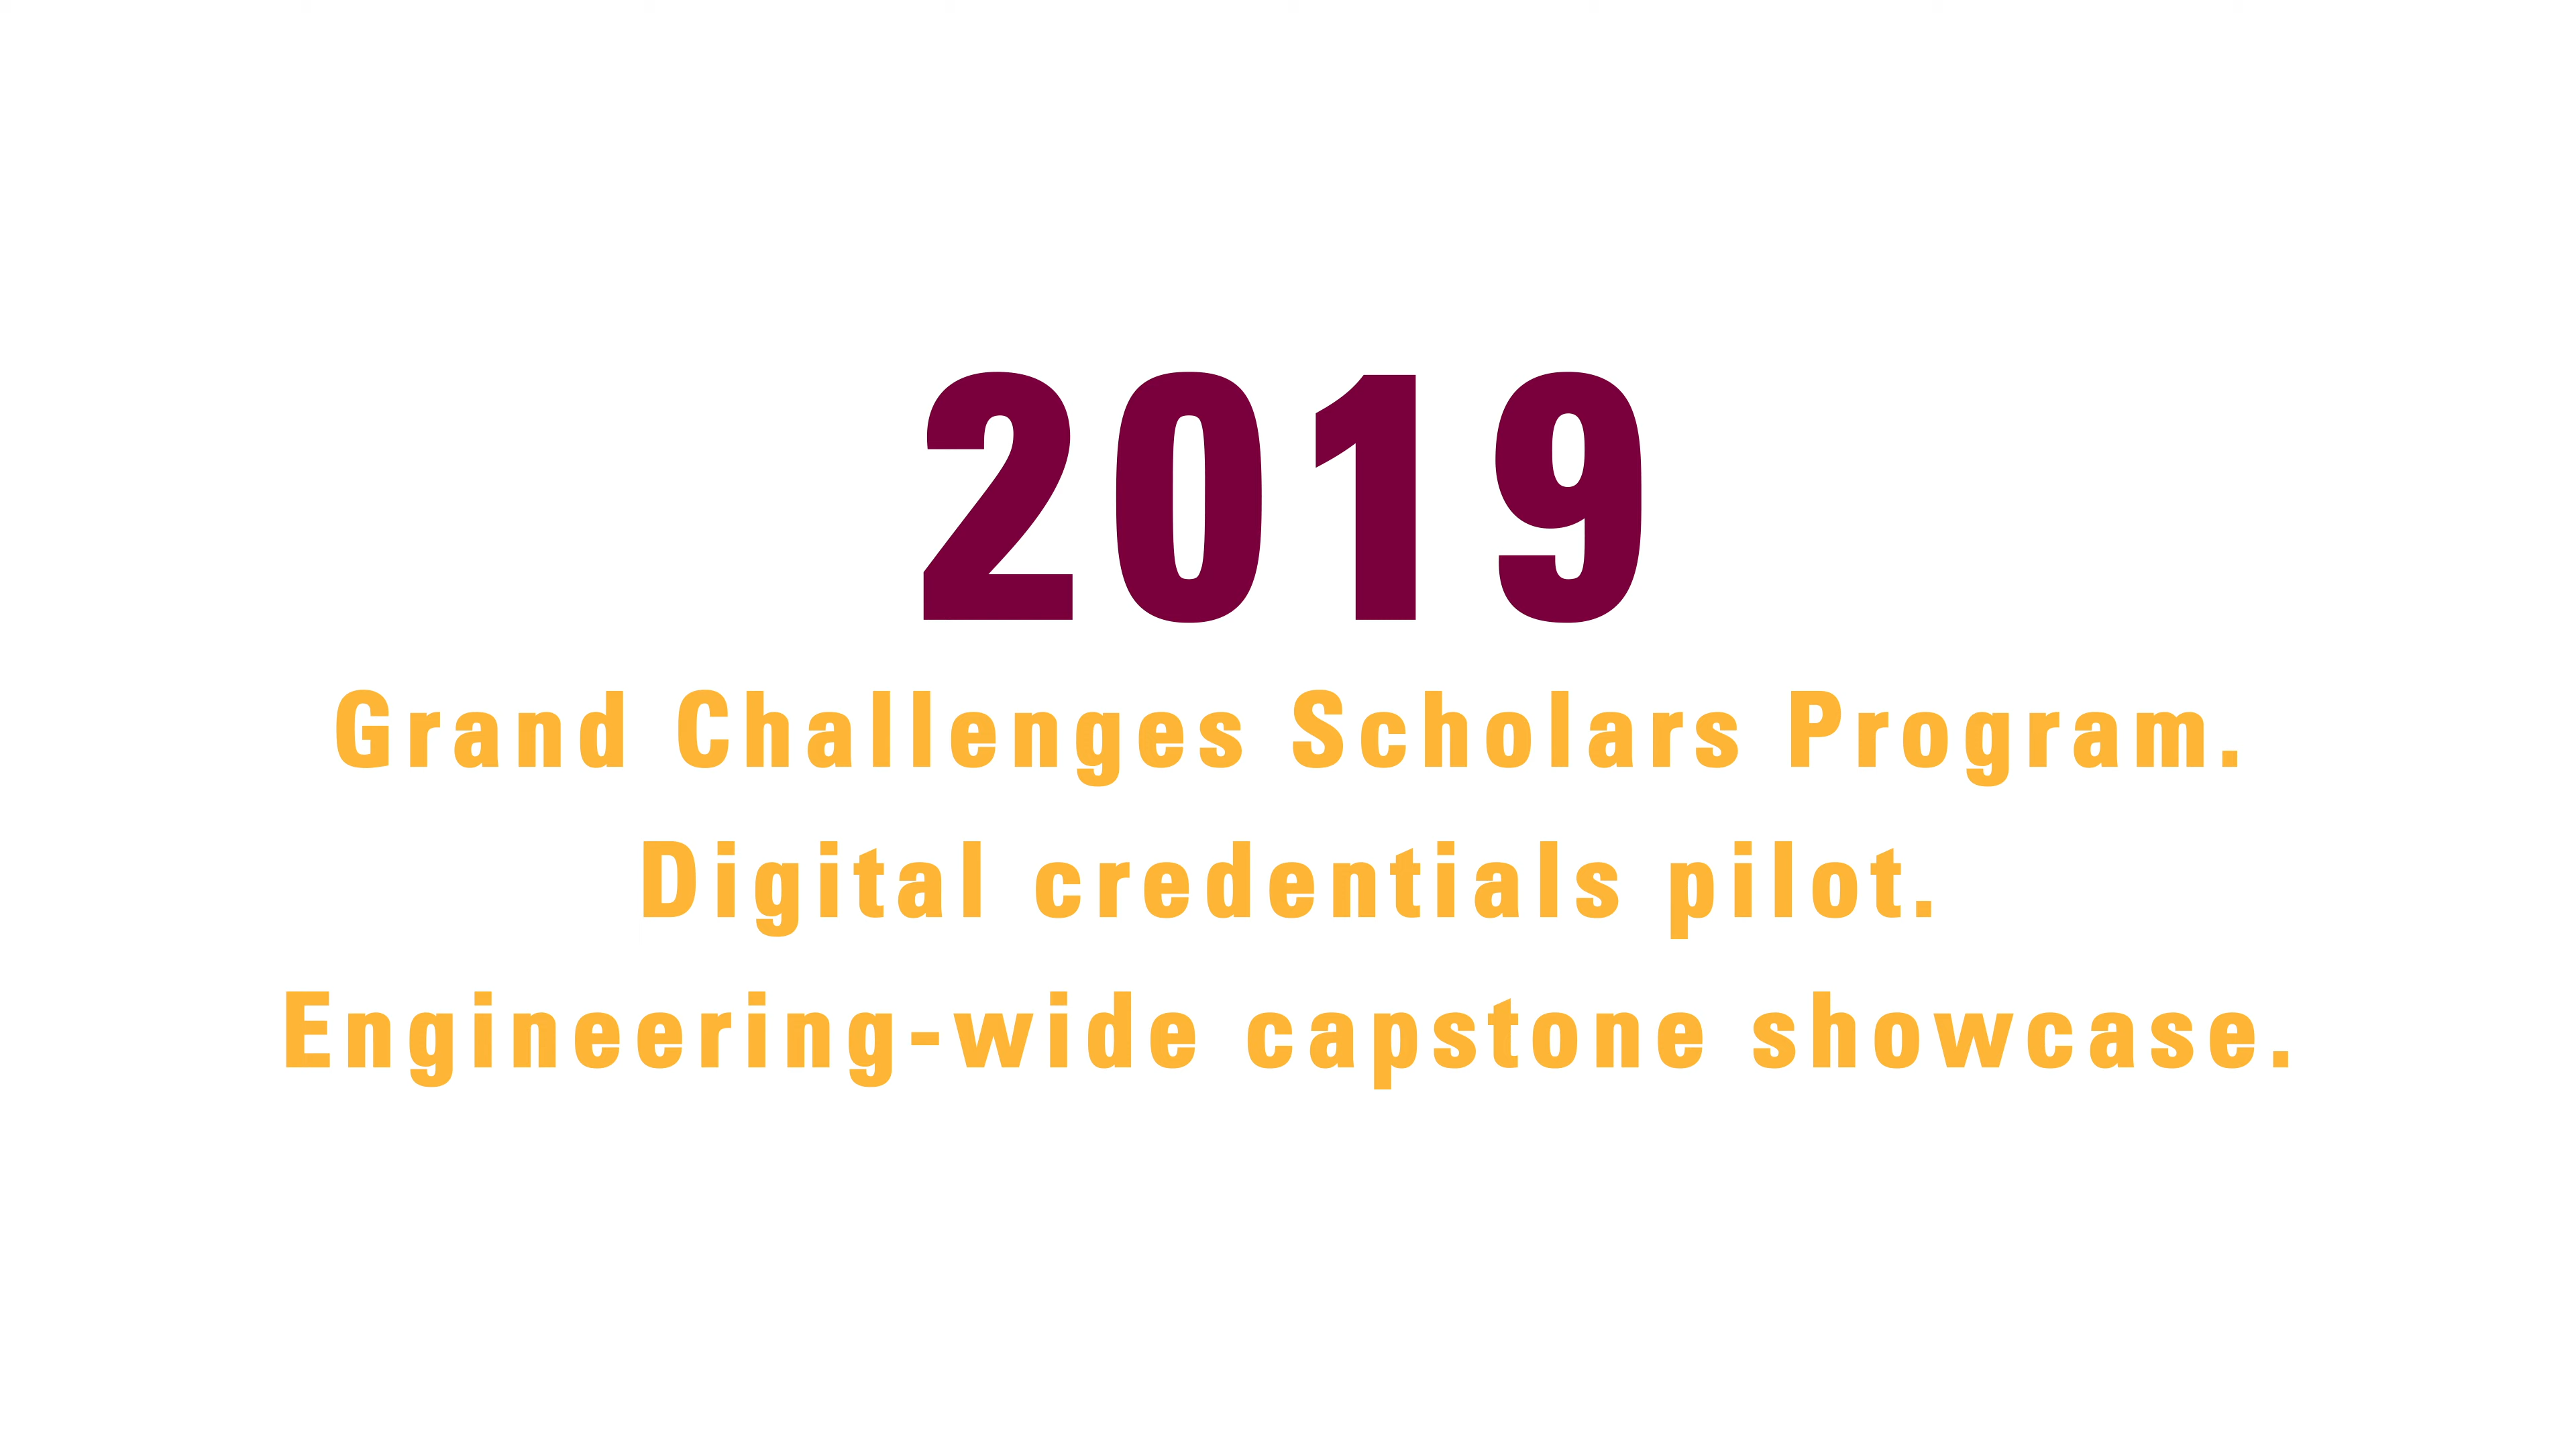 2019
Grand Challenges Scholars Program.
Digital credentials pilot.
Engineering-wide capstone showcase.